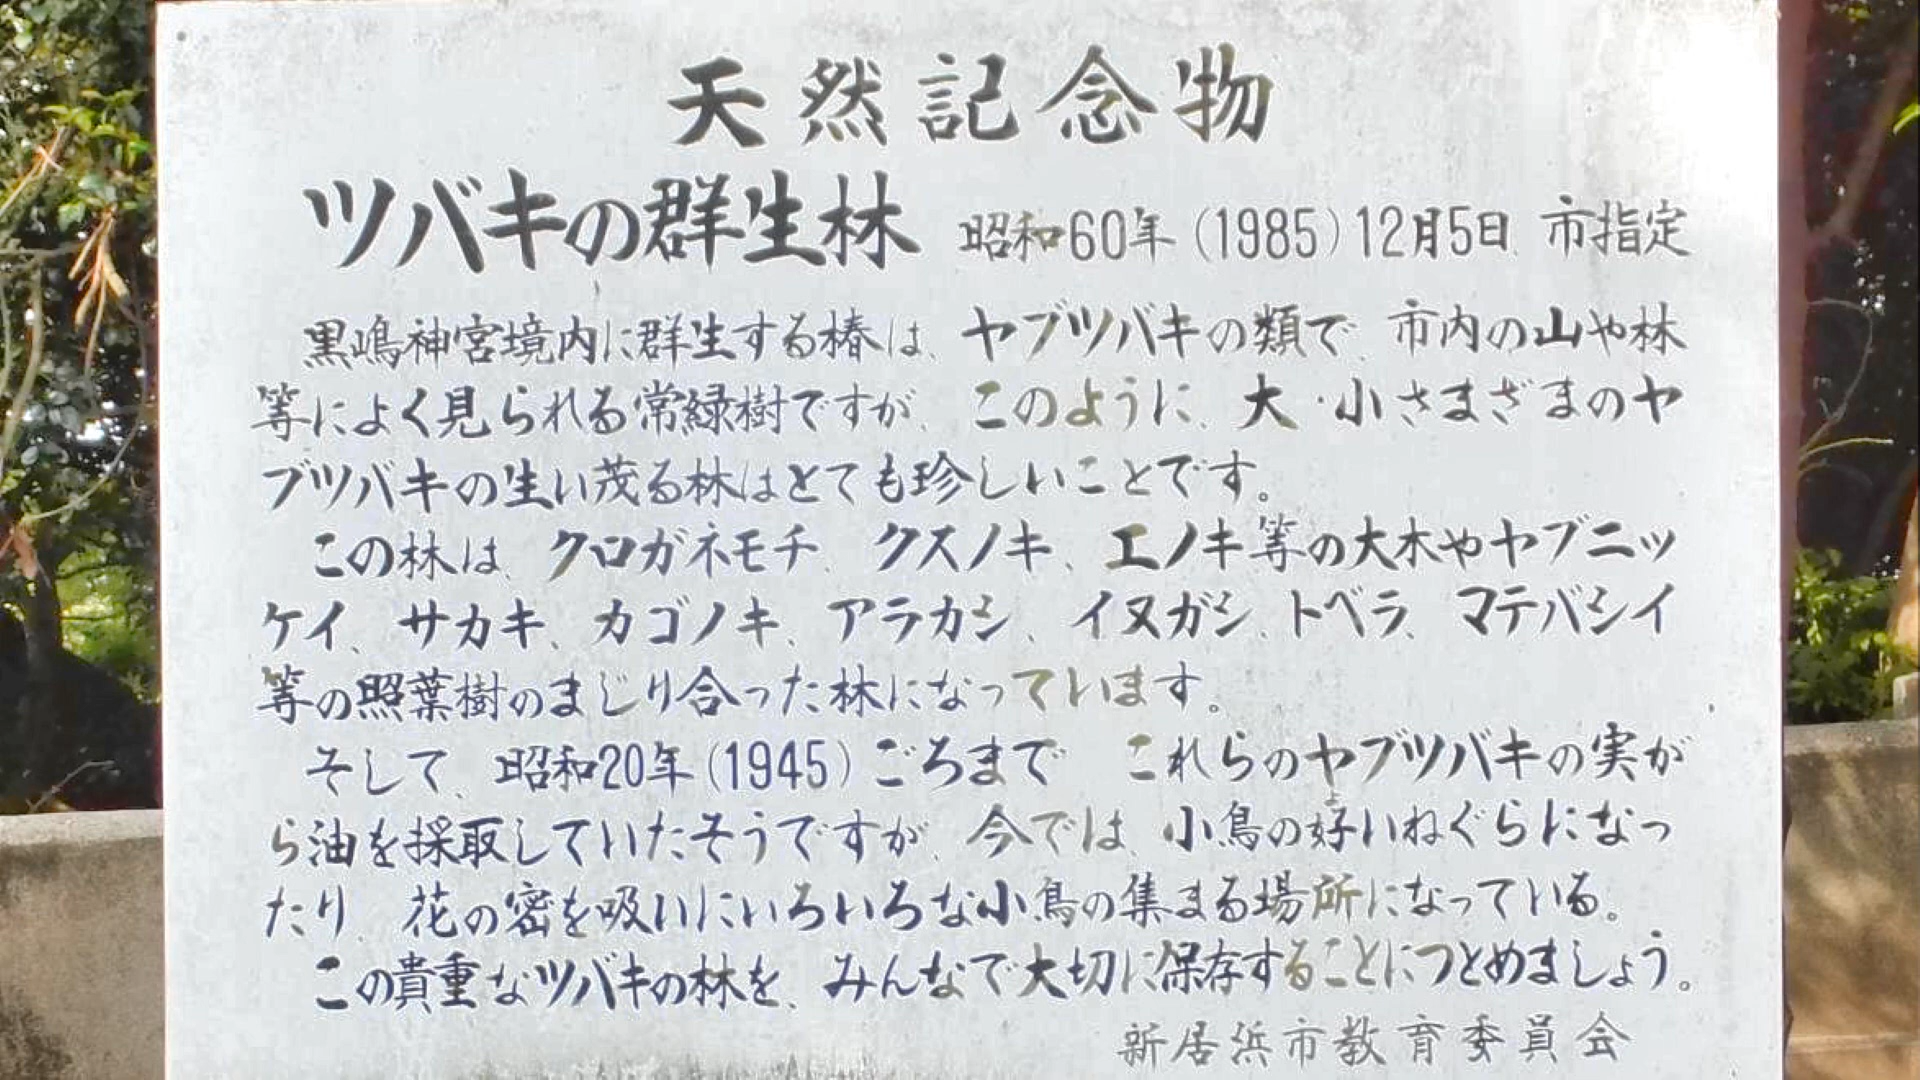 天然記念物
ツバキの群生林 昭和60年(1985)12月5日 市指定
黒嶋神宮境内に群生する椿は、ヤブツバキの類で、市内の山や林
等によく見られる常緑樹ですが、このように、大・小さまざまのヤ
ブツバキの生い茂る林はとても珍しいことです。
この林は、クロガネモチ、クスノキ、エノキ等の大木やヤブニッ
ケイ、サカキ、カゴノキ、アラカシ、イヌガシ、トベラ、マテバシイ
等の照葉樹のまじり合った林になっています。
そして、昭和20年(1945)ごろまで これらのヤブツバキの実か
ら油を採取していたそうですが、今では、小鳥の好いねぐらになっ
たり、花の密を吸いにいろいろな小鳥の集まる場所になっている。
この貴重なツバキの林を、みんなで大切に保存することにつとめましょう。
新居浜市教育委員会